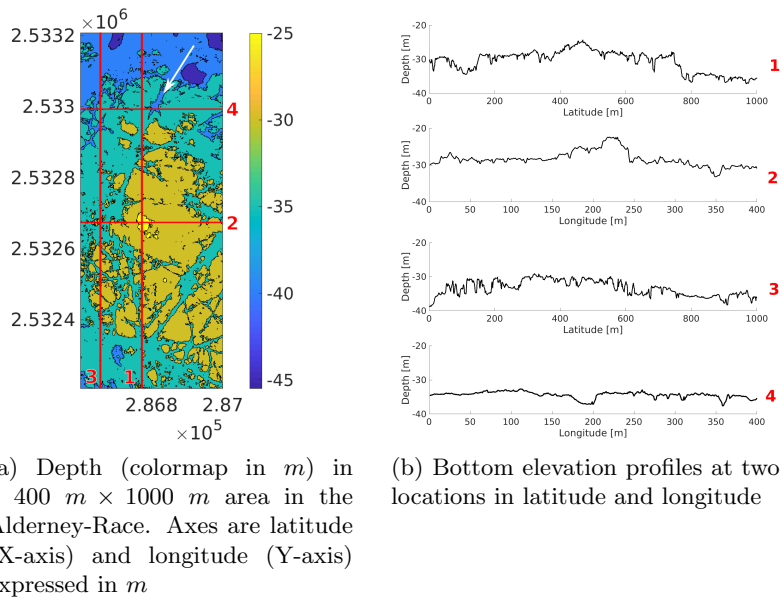 ×10^6
2.5332
2.533
2.5328
2.5326
2.5324
4
2
3 1
2.868 2.87
×10^5
-25
-30
-35
-40
-45
-20
-30
-40
Depth [m]
0 200 400 600 800 1000
Latitude [m]
1
-20
-30
-40
Depth [m]
0 50 100 150 200 250 300 350 400
Longitude [m]
2
-20
-30
-40
Depth [m]
0 200 400 600 800 1000
Latitude [m]
3
-20
-30
-40
Depth [m]
0 50 100 150 200 250 300 350 400
Longitude [m]
4
a) Depth (colormap in m) in
400 m × 1000 m area in the
Alderney-Race. Axes are latitude
X-axis) and longitude (Y-axis)
xpressed in m
(b) Bottom elevation profiles at two
locations in latitude and longitude